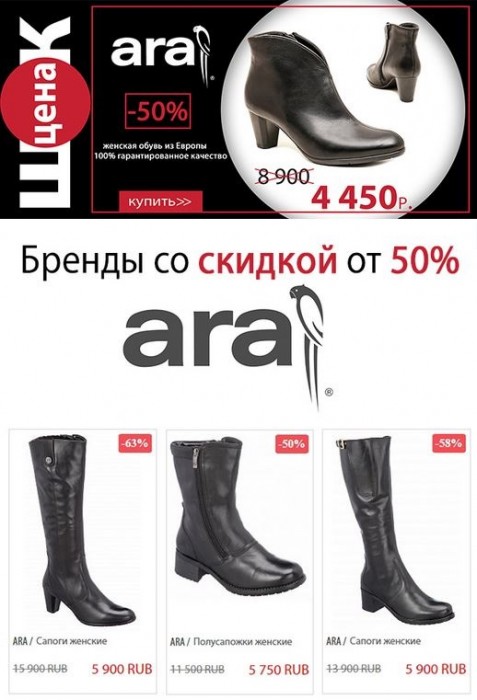 ШОК
цена
ara
-50%
женская обувь из Европы
100% гарантированное качество
купить>>
8 900
4 450Р.
Бренды со скидкой от 50%
ara
®
-63%
-50%
-58%
ARA / Сапоги женские
15 900 RUB 5 900 RUB
ARA / Полусапожки женские
11 500 RUB 5 750 RUB
ARA / Сапоги женские
13 900 RUB 5 900 RUB